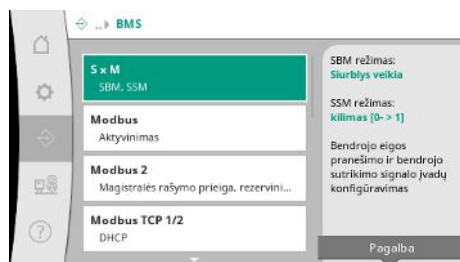 ..▸ BMS
S x M
SBM, SSM
Modbus
Aktyvinimas
Modbus 2
Magistralės rašymo prieiga, rezervini...
Modbus TCP 1/2
DHCP
SBM režimas:
Siurblys veikia
SSM režimas:
kilimas [0- > 1]
Bendrojo eigos
pranešimo ir bendrojo
sutrikimo signalo įvadų
konfigūravimas
Pagalba